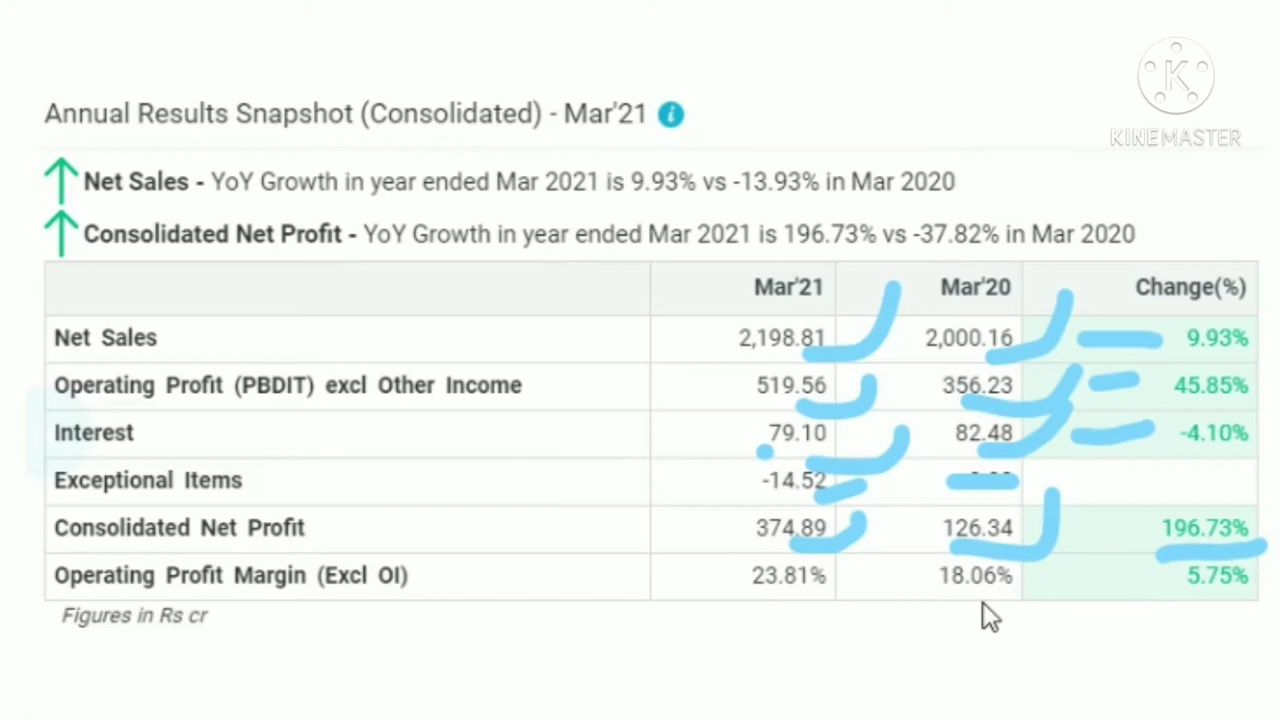 K
KINEMASTER
Annual Results Snapshot (Consolidated) - Mar'21 i
Net Sales - YoY Growth in year ended Mar 2021 is 9.93% vs -13.93% in Mar 2020
Consolidated Net Profit - YoY Growth in year ended Mar 2021 is 196.73% vs -37.82% in Mar 2020
Mar'21 Mar'20 Change(%)
Net Sales 2,198.81 2,000.16 9.93%
Operating Profit (PBDIT) excl Other Income 519.56 356.23 45.85%
Interest 79.10 82.48 -4.10%
Exceptional Items -14.52
Consolidated Net Profit 374.89 126.34 196.73%
Operating Profit Margin (Excl OI) 23.81% 18.06% 5.75%
Figures in Rs cr